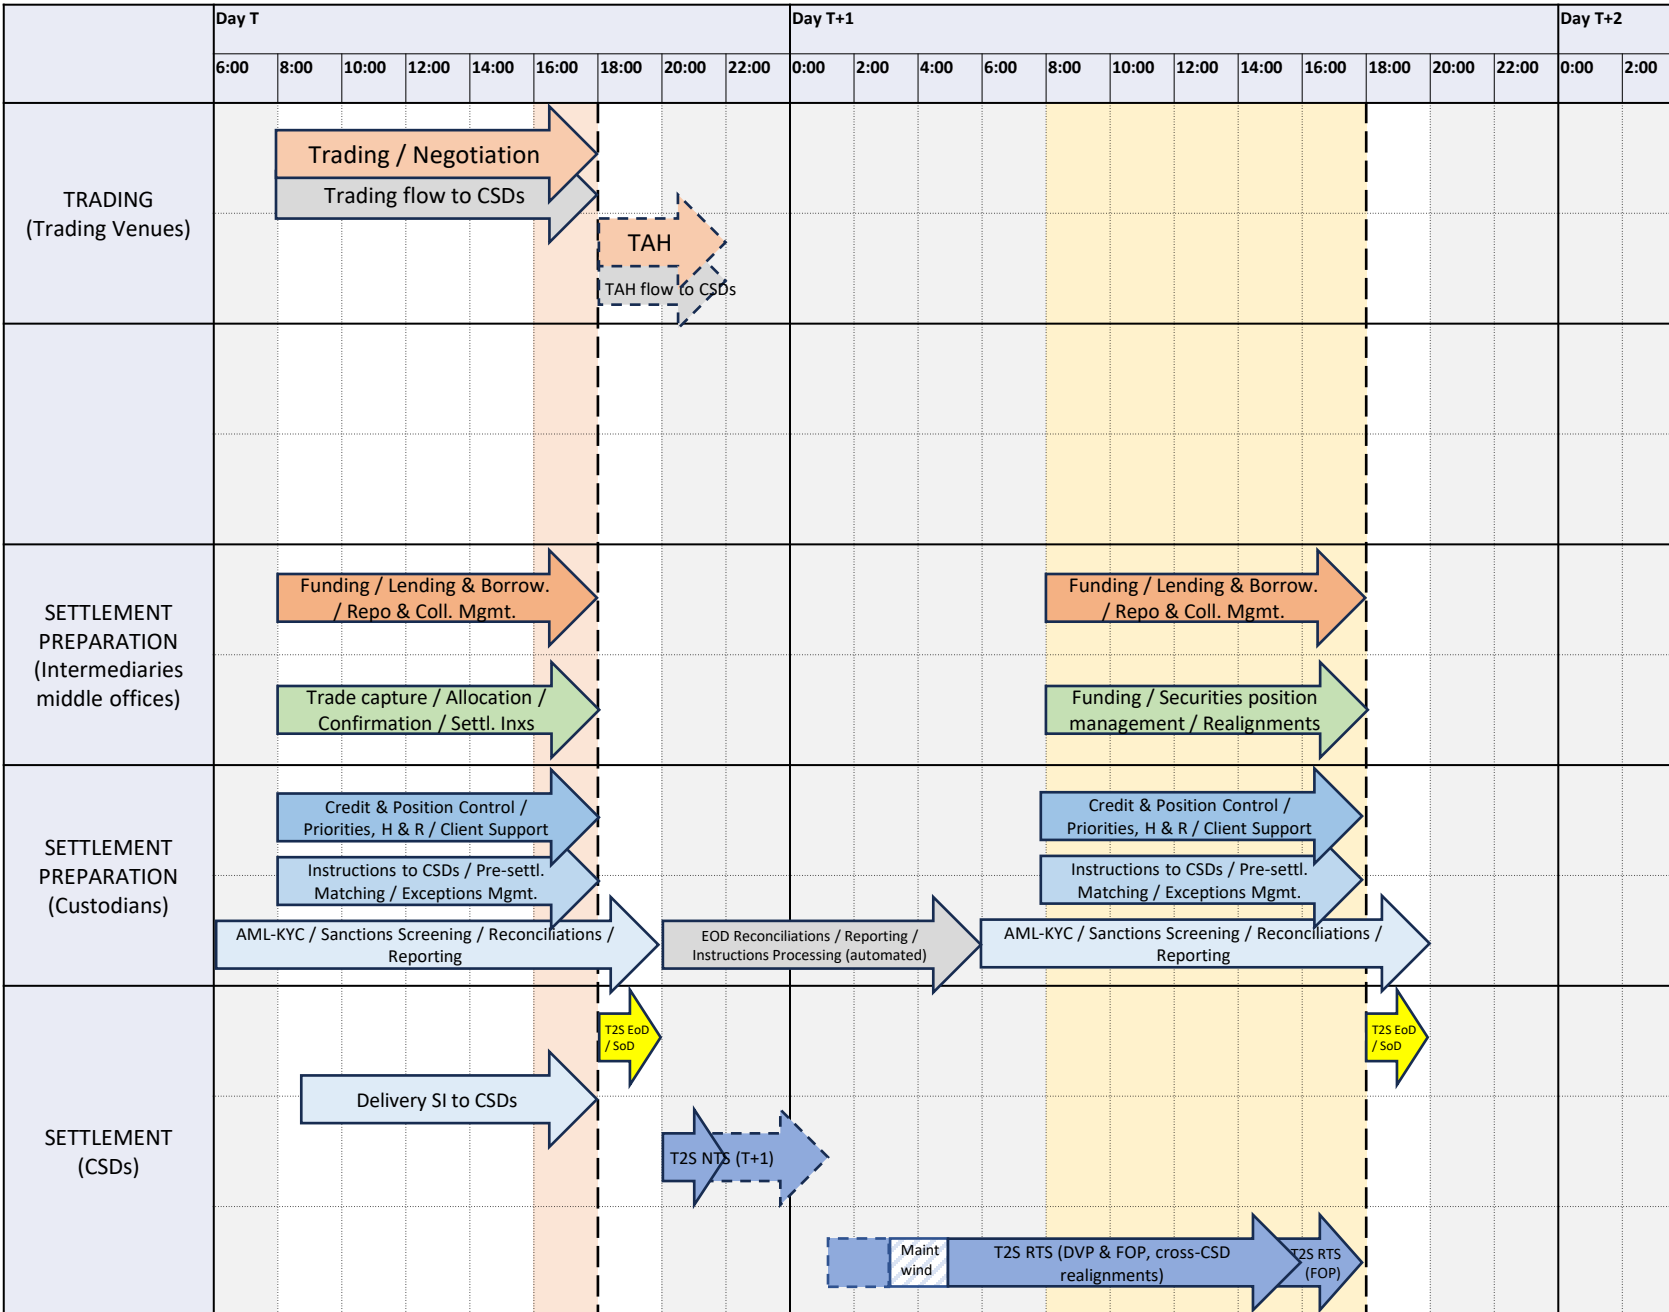 Day T
Day T+1
Day T+2
6:00 8:00 10:00 12:00 14:00 16:00 18:00 20:00 22:00 0:00 2:00 4:00 6:00 8:00 10:00 12:00 14:00 16:00 18:00 20:00 22:00 0:00 2:00
TRADING
(Trading Venues)
Trading / Negotiation
Trading flow to CSDs
TAH
TAH flow to CSDs
SETTLEMENT
PREPARATION
(Intermediaries
middle offices)
Funding / Lending & Borrow.
/ Repo & Coll. Mgmt.
Funding / Lending & Borrow.
/ Repo & Coll. Mgmt.
Trade capture / Allocation /
Confirmation / Settl. Inxs
Funding / Securities position
management / Realignments
SETTLEMENT
PREPARATION
(Custodians)
Credit & Position Control /
Priorities, H & R / Client Support
Credit & Position Control /
Priorities, H & R / Client Support
Instructions to CSDs / Pre-settl.
Matching / Exceptions Mgmt.
Instructions to CSDs / Pre-settl.
Matching / Exceptions Mgmt.
AML-KYC / Sanctions Screening / Reconciliations /
Reporting
EOD Reconciliations / Reporting /
Instructions Processing (automated)
AML-KYC / Sanctions Screening / Reconciliations /
Reporting
SETTLEMENT
(CSDs)
T2S EoD
/ SoD
T2S EoD
/ SoD
Delivery SI to CSDs
T2S NTS (T+1)
Maint
wind
T2S RTS (DVP & FOP, cross-CSD
realignments)
T2S RTS
(FOP)